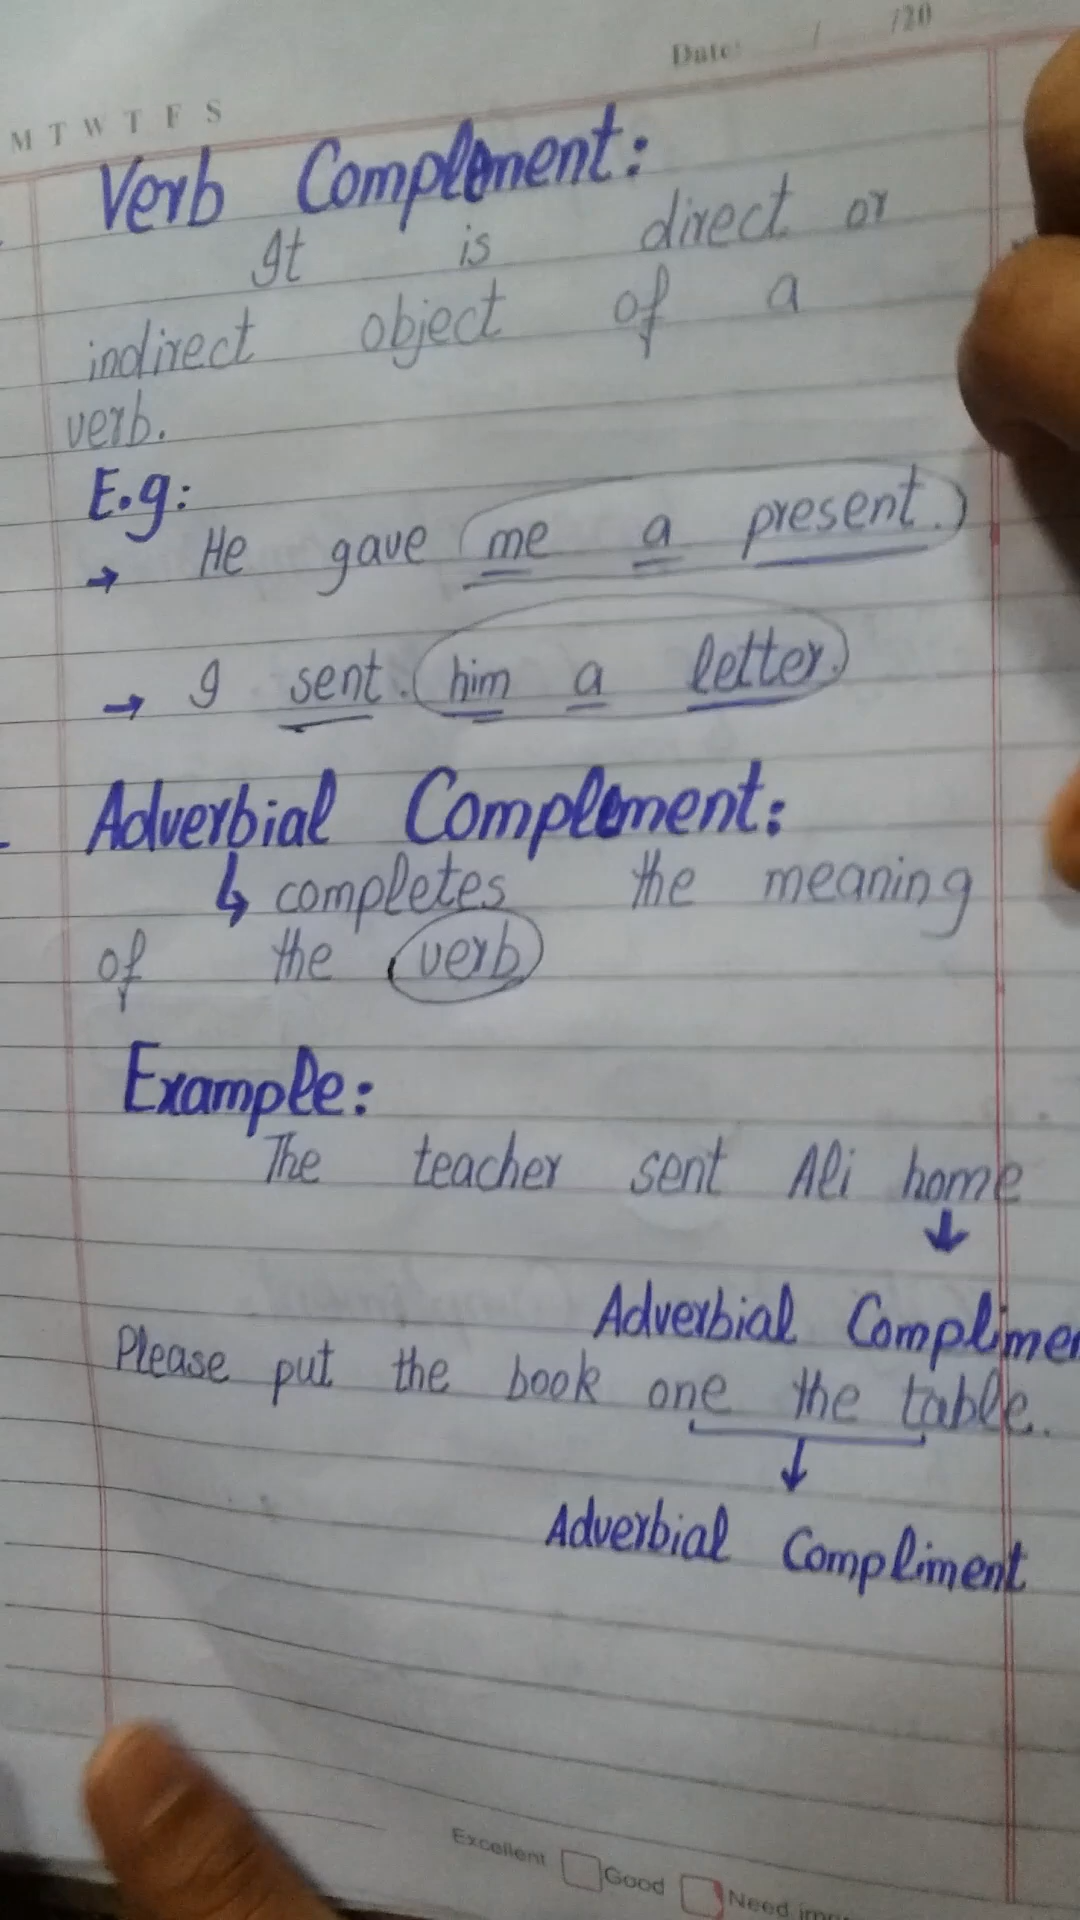 Date: / /20
M T W T F S
Verb Complement:
It is direct or
indirect object of a
verb.
E.g:
→ He gave me a present.
→ I sent him a letter.
Adverbial Complement:
↳ completes the meaning
of the verb
Example:
The teacher sent Ali home
↓
Adverbial Complimen
Please put the book one the table.
↓
Adverbial Compliment
Excellent Good Need